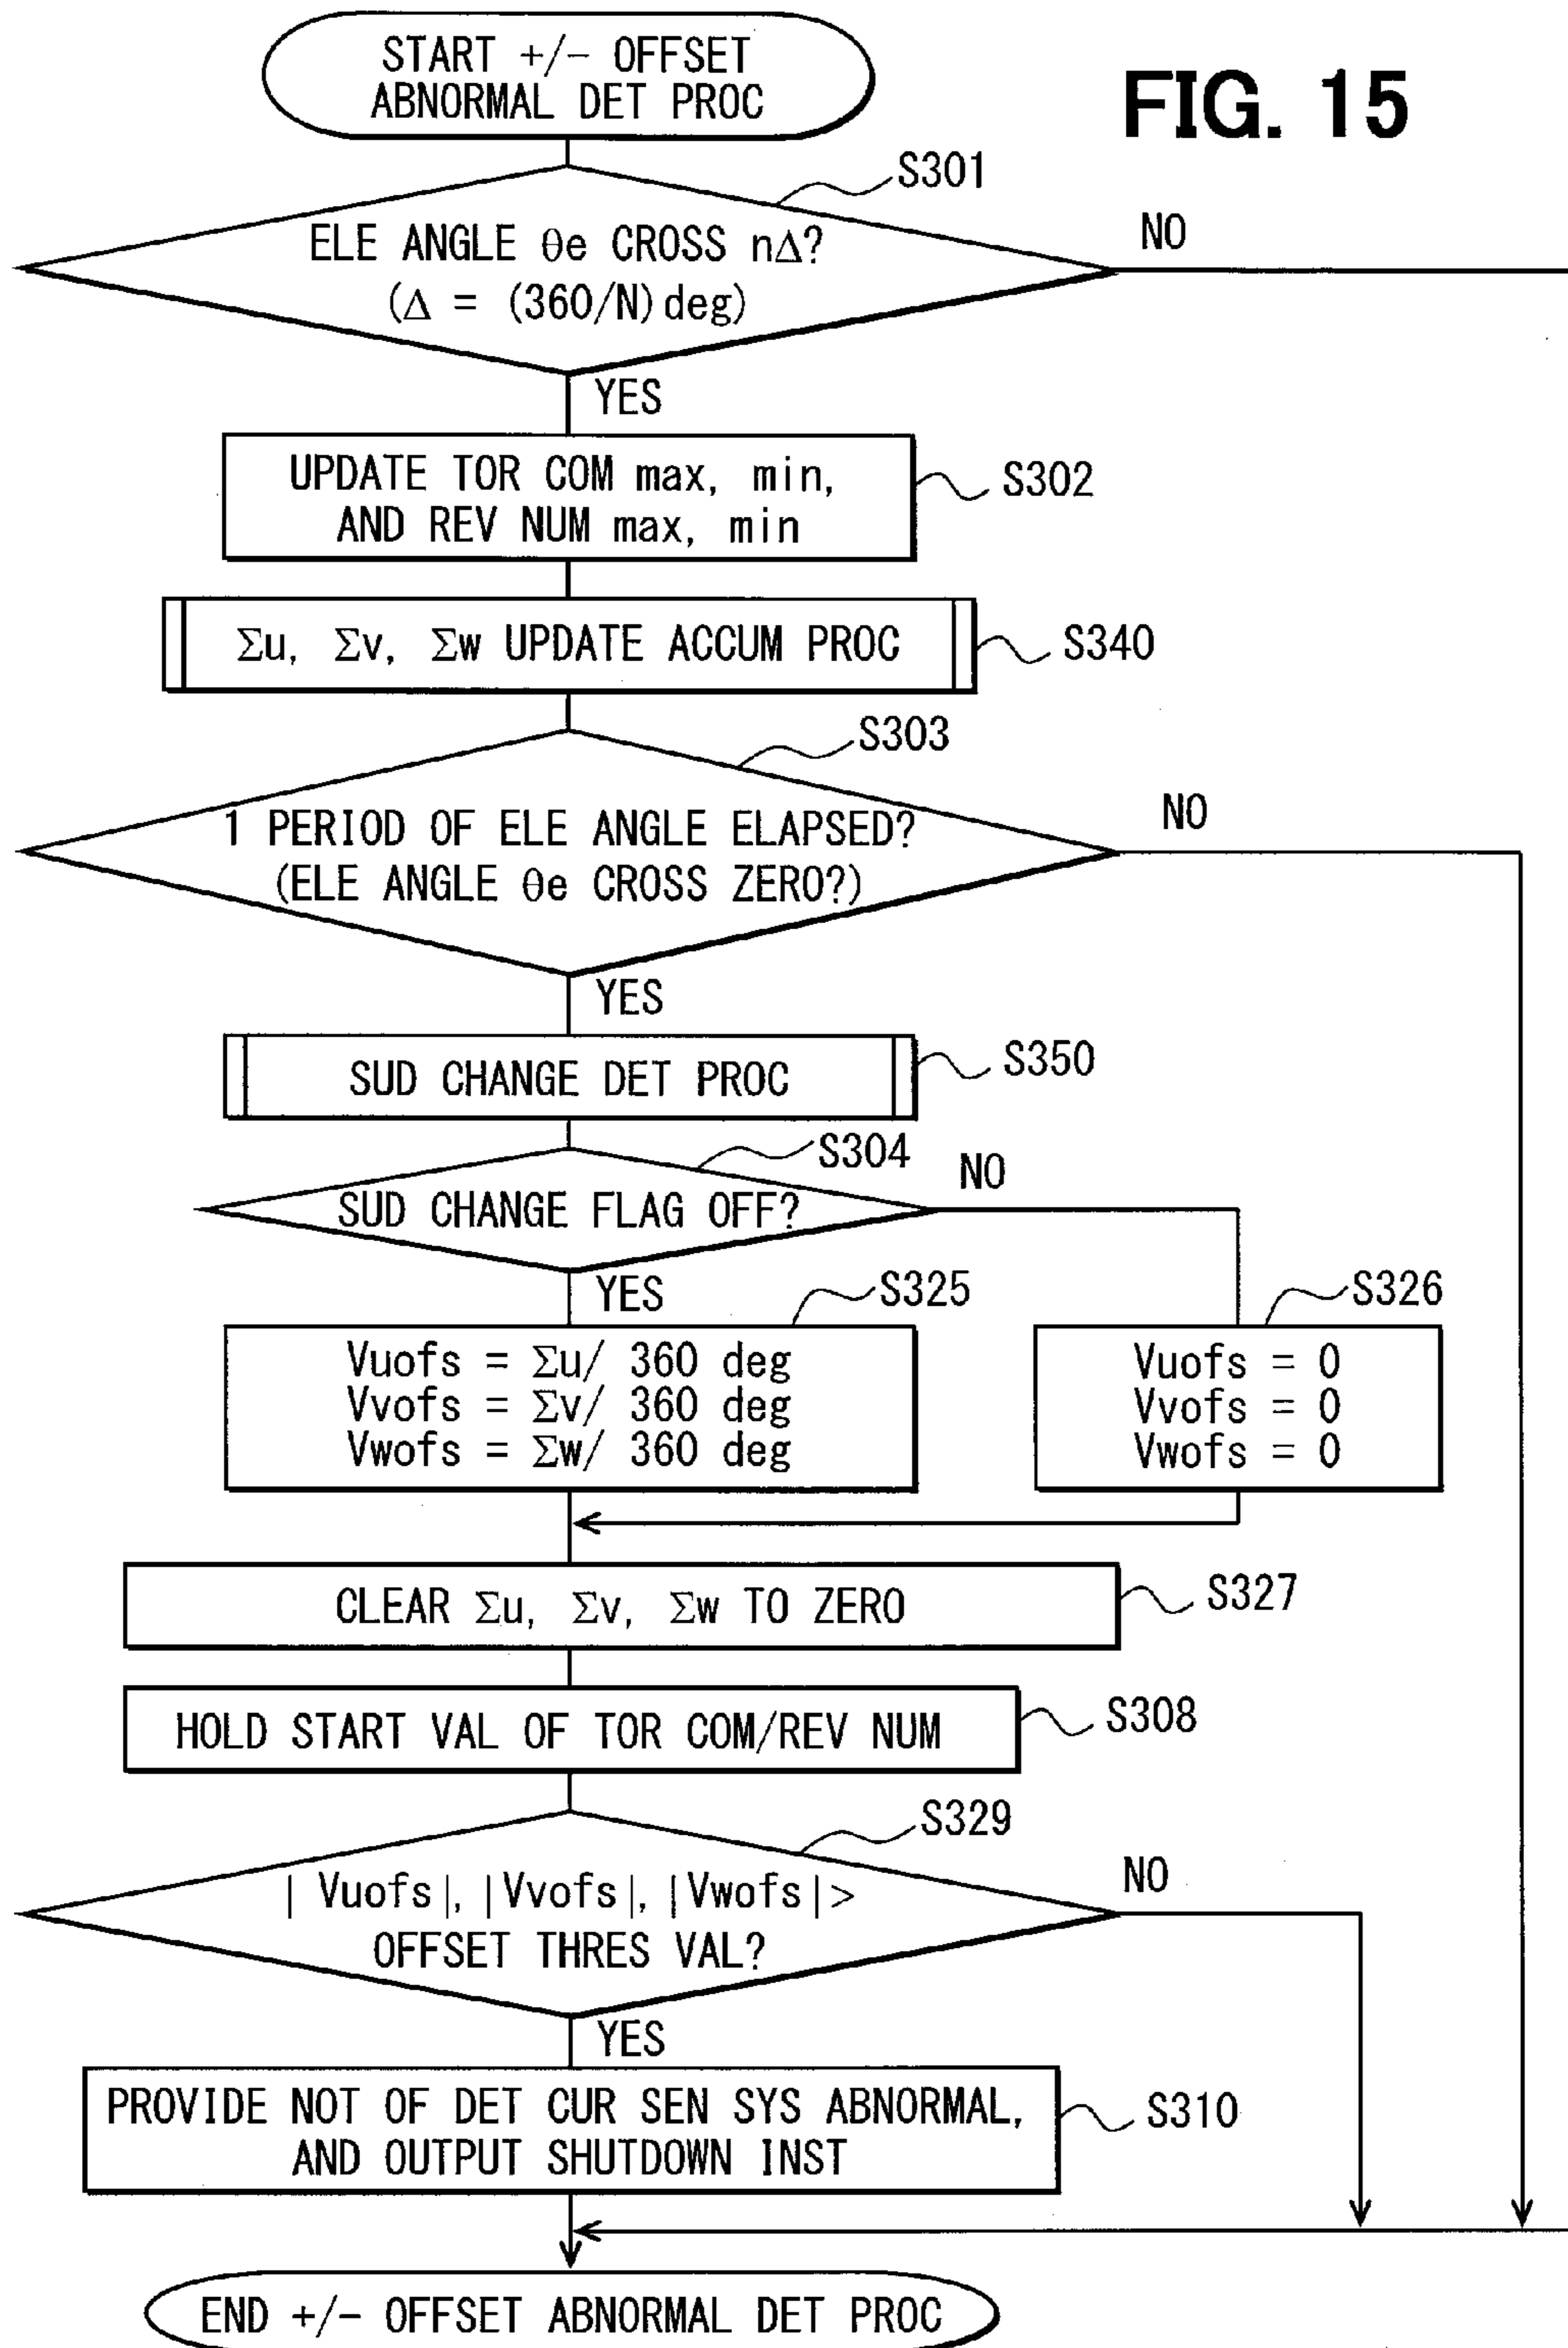 START +/- OFFSET
ABNORMAL DET PROC
FIG. 15
S301
ELE ANGLE θe CROSS nΔ?
(Δ = (360/N)deg)
NO
YES
UPDATE TOR COM max, min,
AND REV NUM max, min
S302
Σu, Σv, Σw UPDATE ACCUM PROC
S340
S303
1 PERIOD OF ELE ANGLE ELAPSED?
(ELE ANGLE θe CROSS ZERO?)
NO
YES
SUD CHANGE DET PROC
S350
S304
SUD CHANGE FLAG OFF?
NO
YES
S325
Vuofs = Σu/ 360 deg
Vvofs = Σv/ 360 deg
Vwofs = Σw/ 360 deg
S326
Vuofs = 0
Vvofs = 0
Vwofs = 0
CLEAR Σu, Σv, Σw TO ZERO
S327
HOLD START VAL OF TOR COM/REV NUM
S308
S329
| Vuofs|, |Vvofs|, |Vwofs|>
OFFSET THRES VAL?
NO
YES
PROVIDE NOT OF DET CUR SEN SYS ABNORMAL,
AND OUTPUT SHUTDOWN INST
S310
END +/- OFFSET ABNORMAL DET PROC